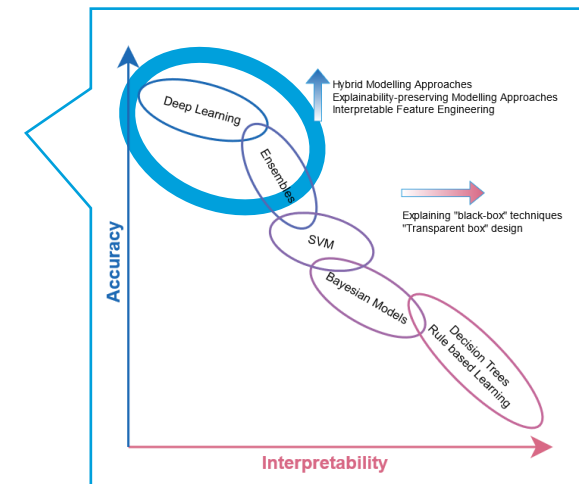 Hybrid Modelling Approaches
Explainability-preserving Modelling Approaches
Interpretable Feature Engineering
Deep Learning
Ensembles
Explaining "black-box" techniques
"Transparent box" design
SVM
Bayesian Models
Decision Trees
Rule based Learning
Accuracy
Interpretability